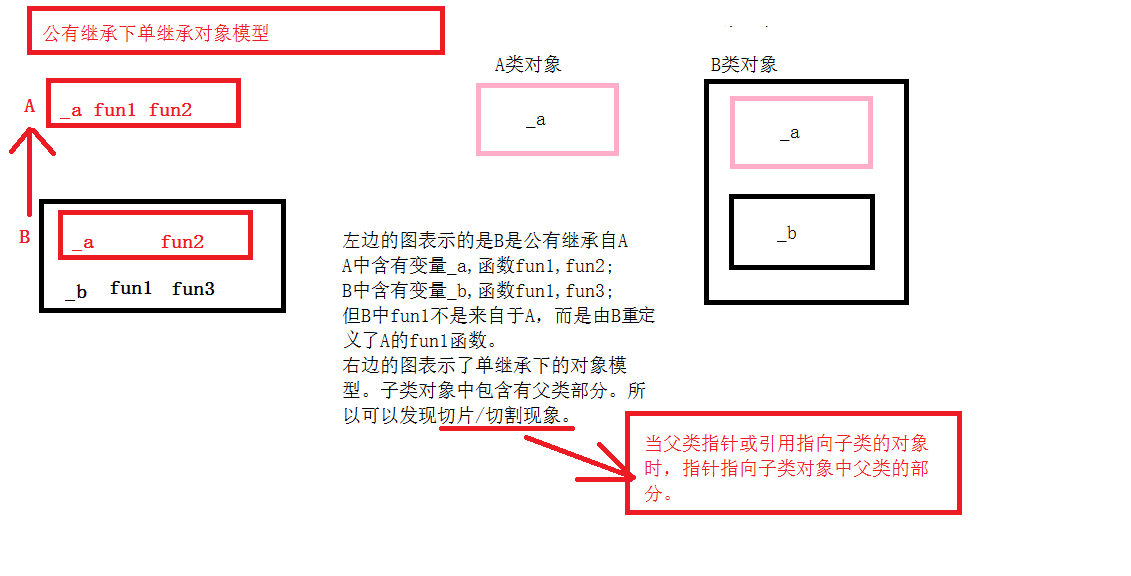 公有继承下单继承对象模型
A类对象
B类对象
A
_a fun1 fun2
_a
_a
B
_a fun2
_b fun1 fun3
_b
左边的图表示的是B是公有继承自A
A中含有变量_a,函数fun1,fun2;
B中含有变量_b,函数fun1,fun3;
但B中fun1不是来自于A，而是由B重定
义了A的fun1函数。
右边的图表示了单继承下的对象模
型。子类对象中包含有父类部分。所
以可以发现切片/切割现象。
当父类指针或引用指向子类的对象
时，指针指向子类对象中父类的部
分。